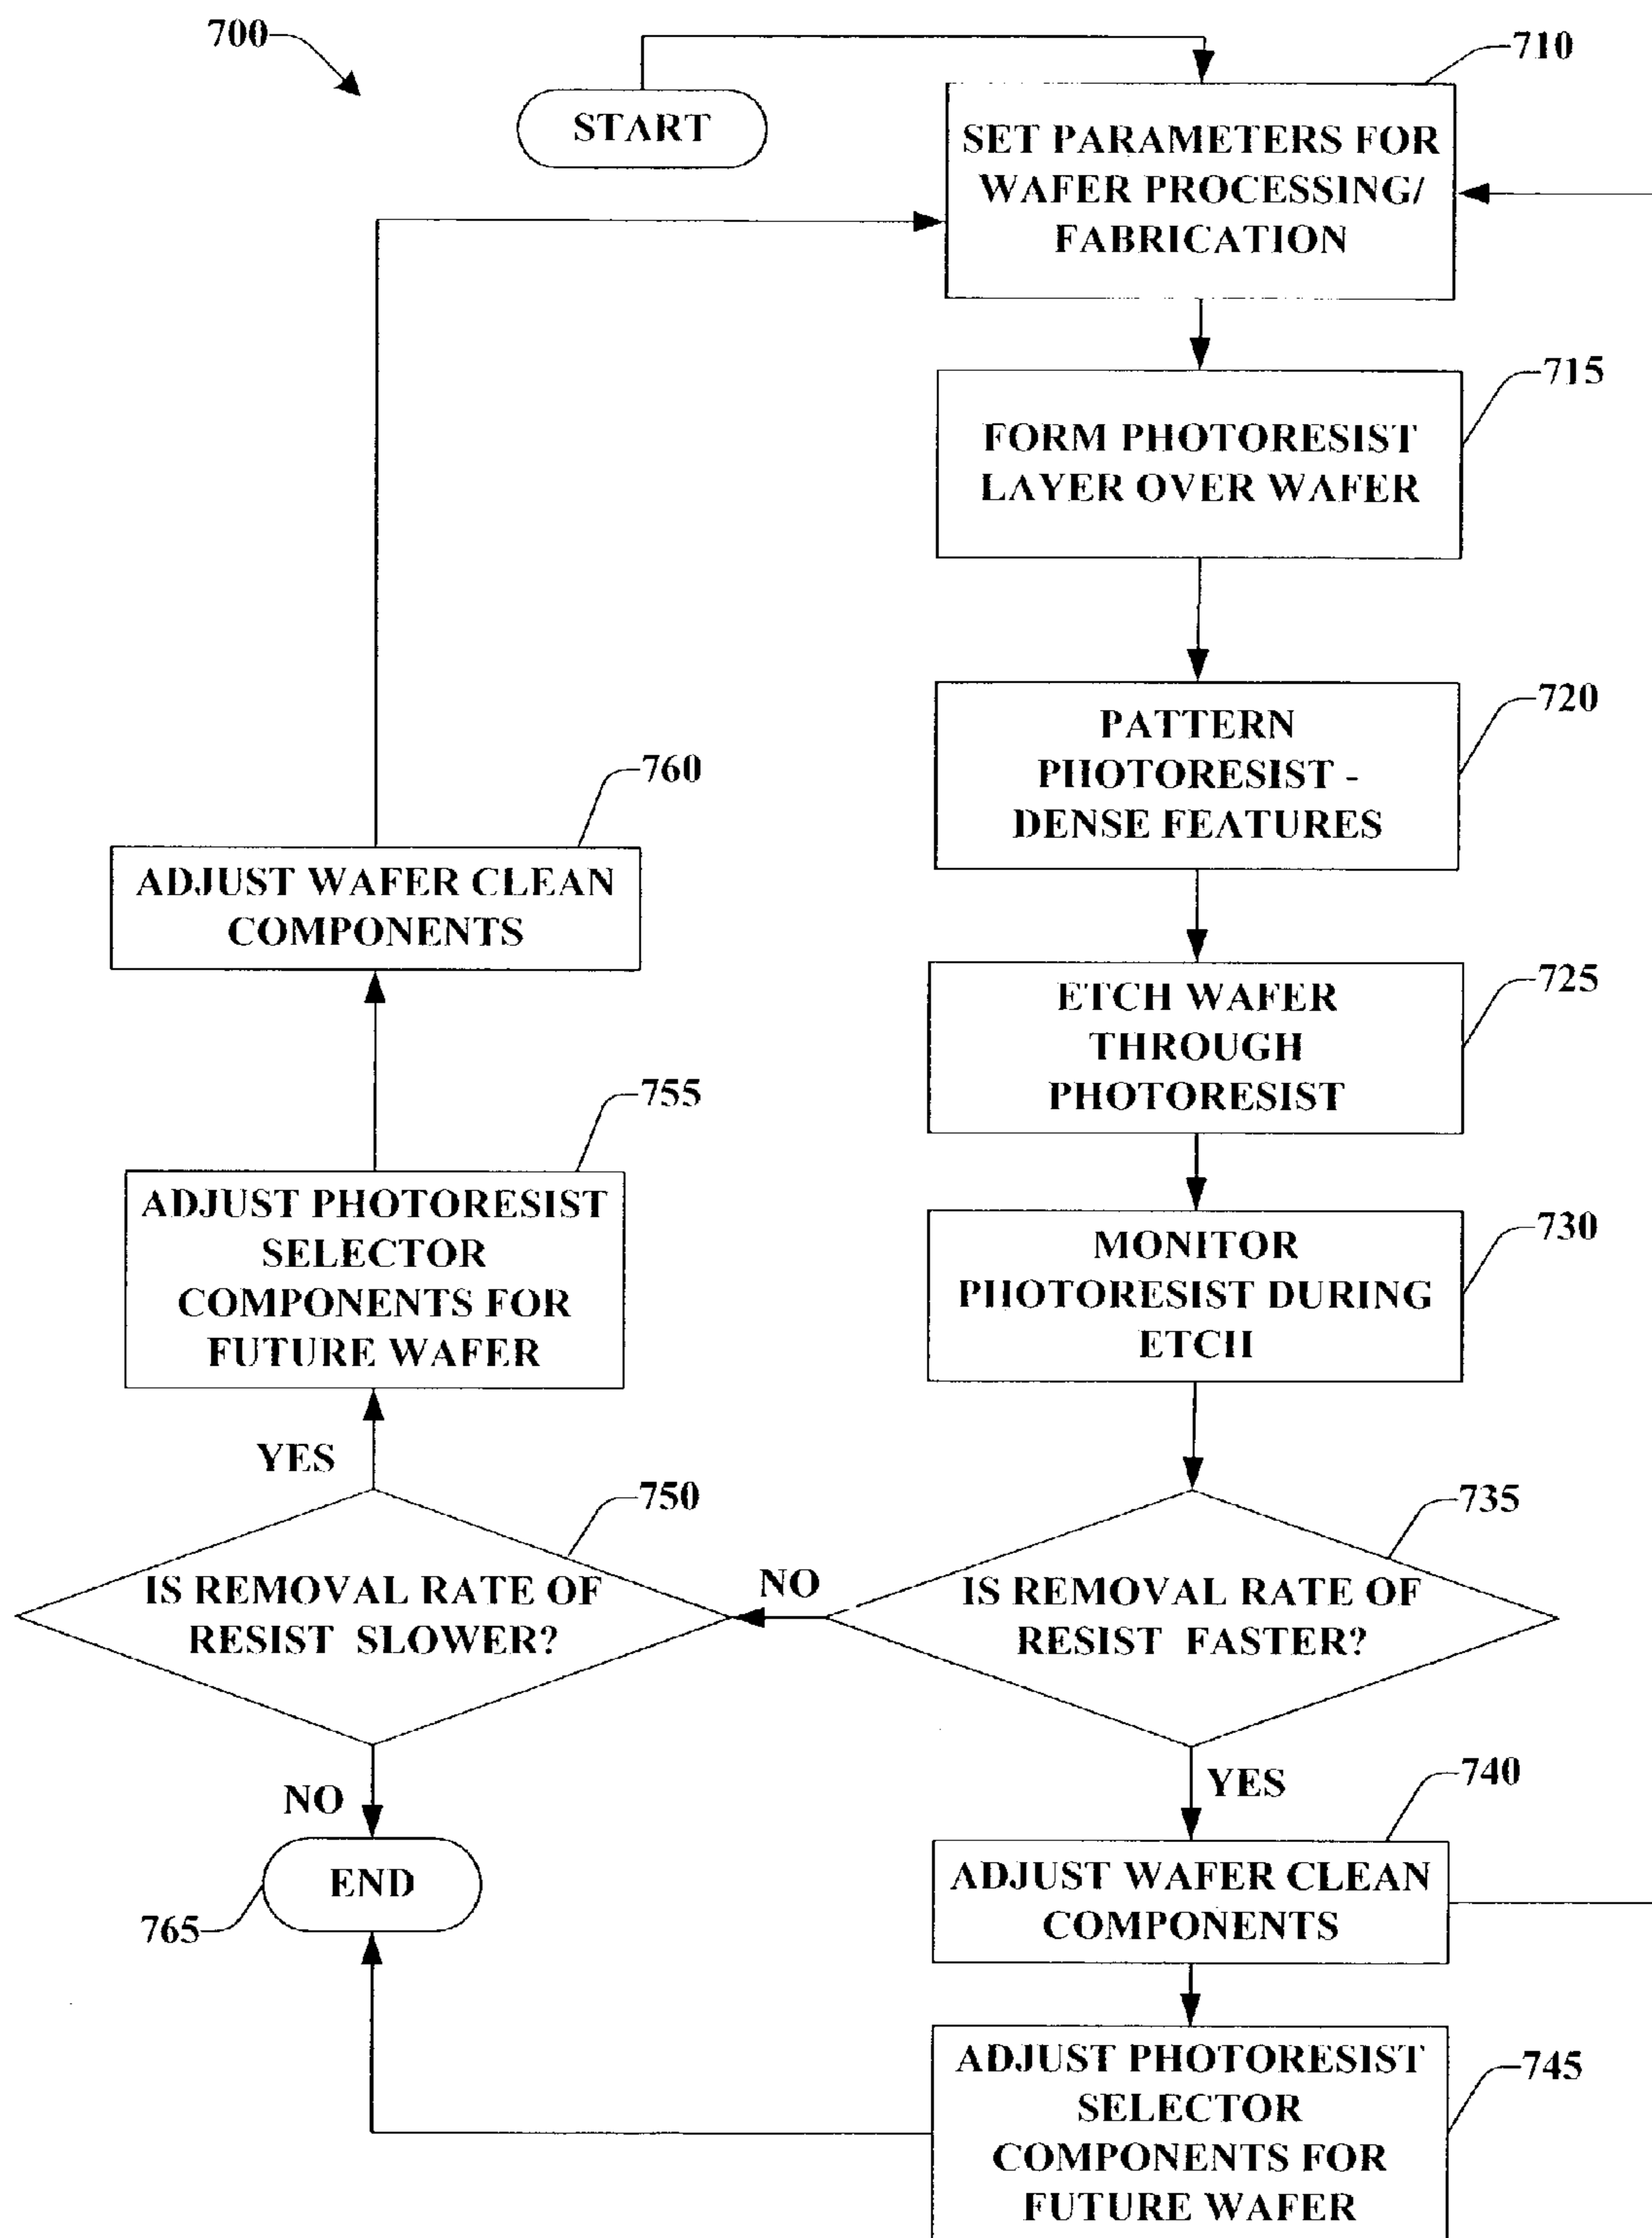 700
START
710
SET PARAMETERS FOR
WAFER PROCESSING/
FABRICATION
715
FORM PHOTORESIST
LAYER OVER WAFER
720
PATTERN
PHOTORESIST -
DENSE FEATURES
725
ETCH WAFER
THROUGH
PHOTORESIST
730
MONITOR
PHOTORESIST DURING
ETCH
735
IS REMOVAL RATE OF
RESIST FASTER?
NO
YES
740
ADJUST WAFER CLEAN
COMPONENTS
745
ADJUST PHOTORESIST
SELECTOR
COMPONENTS FOR
FUTURE WAFER
750
IS REMOVAL RATE OF
RESIST SLOWER?
YES
NO
755
ADJUST PHOTORESIST
SELECTOR
COMPONENTS FOR
FUTURE WAFER
760
ADJUST WAFER CLEAN
COMPONENTS
END
765